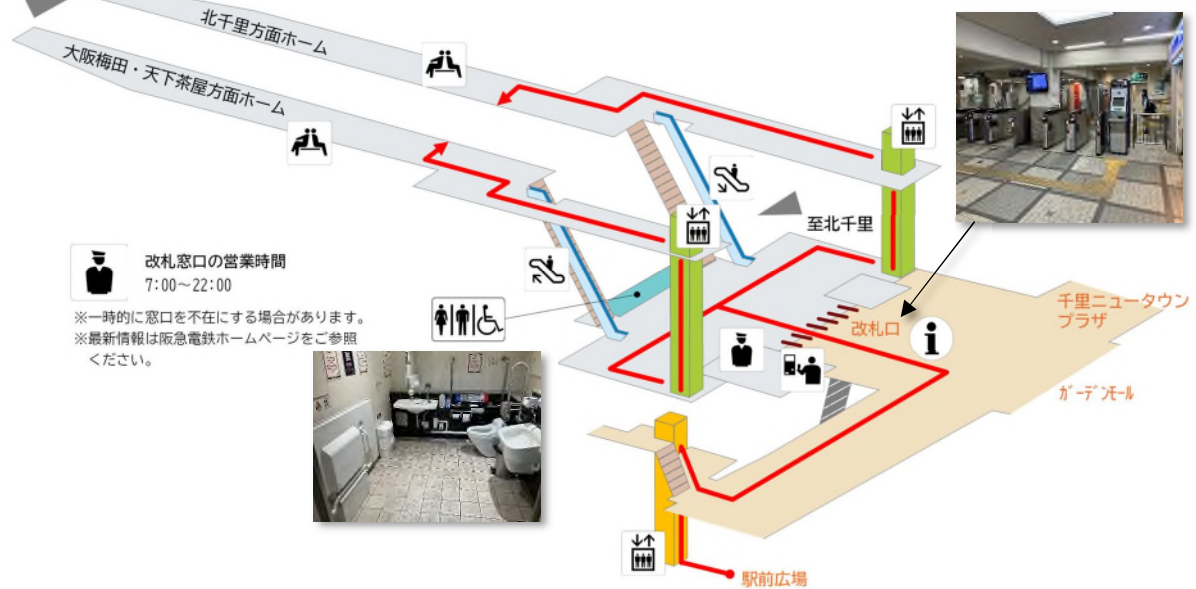 北千里方面ホーム
大阪梅田・天下茶屋方面ホーム
至北千里
改札窓口の営業時間
7:00～22:00
※一時的に窓口を不在にする場合があります。
※最新情報は阪急電鉄ホームページをご参照
ください。
千里ニュータウン
プラザ
改札口
i
ガーデンモール
駅前広場